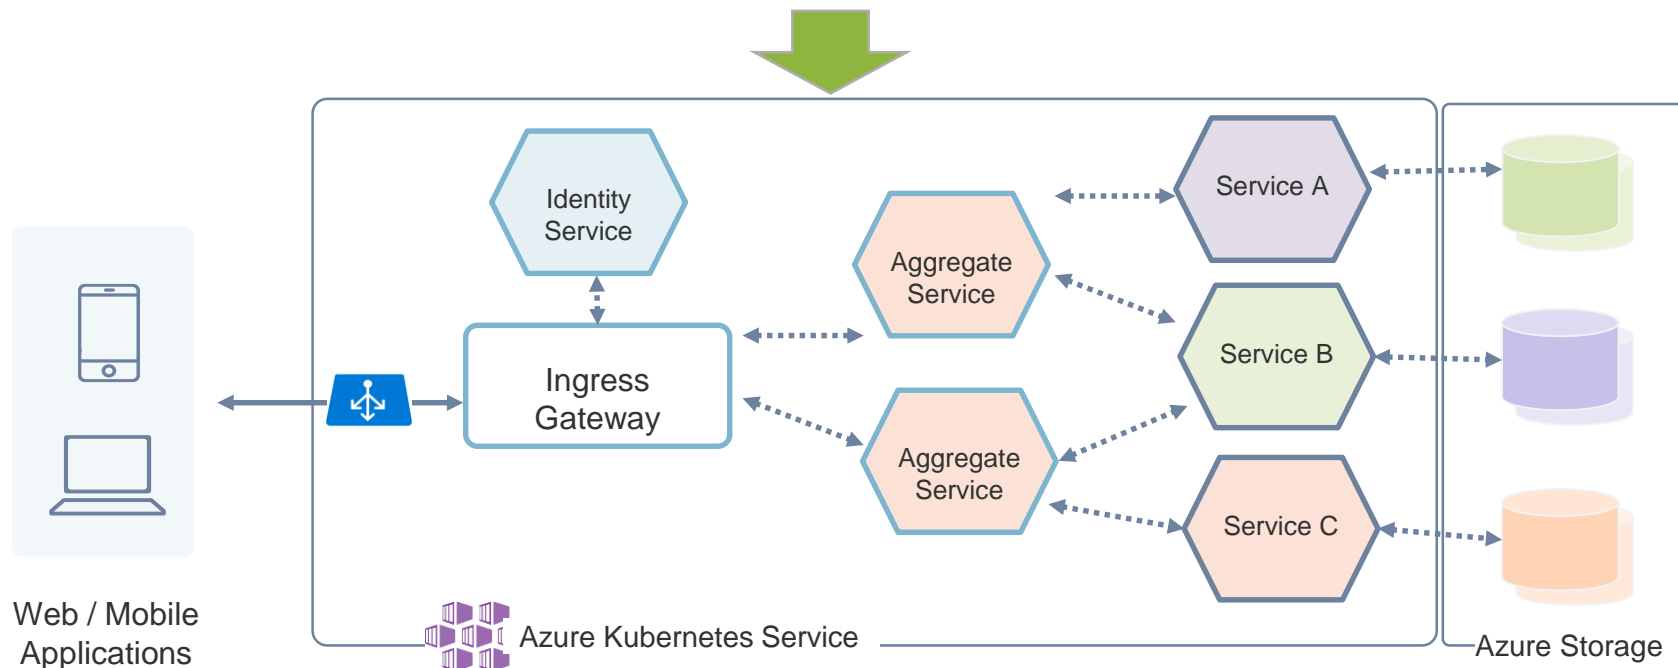 Identity
Service
Ingress
Gateway
Aggregate
Service
Aggregate
Service
Service A
Service B
Service C
Web / Mobile
Applications
Azure Kubernetes Service
Azure Storage